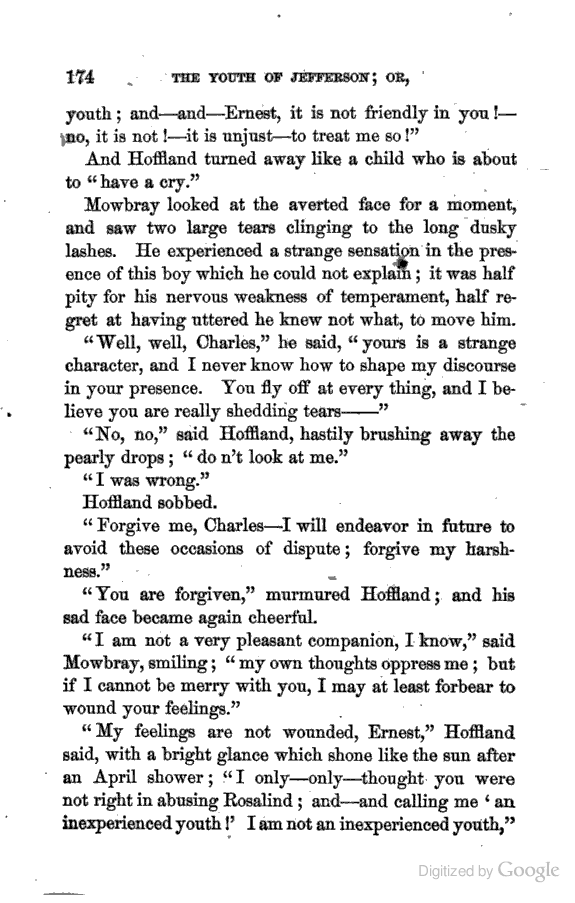 174 THE YOUTH OF JEFFERSON; OR,
youth; and—and—Ernest, it is not friendly in you!—
no, it is not!—it is unjust—to treat me so!”
And Hoffland turned away like a child who is about
to “have a cry.”
Mowbray looked at the averted face for a moment,
and saw two large tears clinging to the long dusky
lashes. He experienced a strange sensation in the pres-
ence of this boy which he could not explain; it was half
pity for his nervous weakness of temperament, half re-
gret at having uttered he knew not what, to move him.
“Well, well, Charles,” he said, “yours is a strange
character, and I never know how to shape my discourse
in your presence. You fly off at every thing, and I be-
lieve you are really shedding tears——”
“No, no,” said Hoffland, hastily brushing away the
pearly drops; “do n’t look at me.”
“I was wrong.”
Hoffland sobbed.
“Forgive me, Charles—I will endeavor in future to
avoid these occasions of dispute; forgive my harsh-
ness.”
“You are forgiven,” murmured Hoffland; and his
sad face became again cheerful.
“I am not a very pleasant companion, I know,” said
Mowbray, smiling; “my own thoughts oppress me; but
if I cannot be merry with you, I may at least forbear to
wound your feelings.”
“My feelings are not wounded, Ernest,” Hoffland
said, with a bright glance which shone like the sun after
an April shower; “I only—only—thought you were
not right in abusing Rosalind; and—and calling me ‘an
inexperienced youth!’ I am not an inexperienced youth,”
Digitized by Google